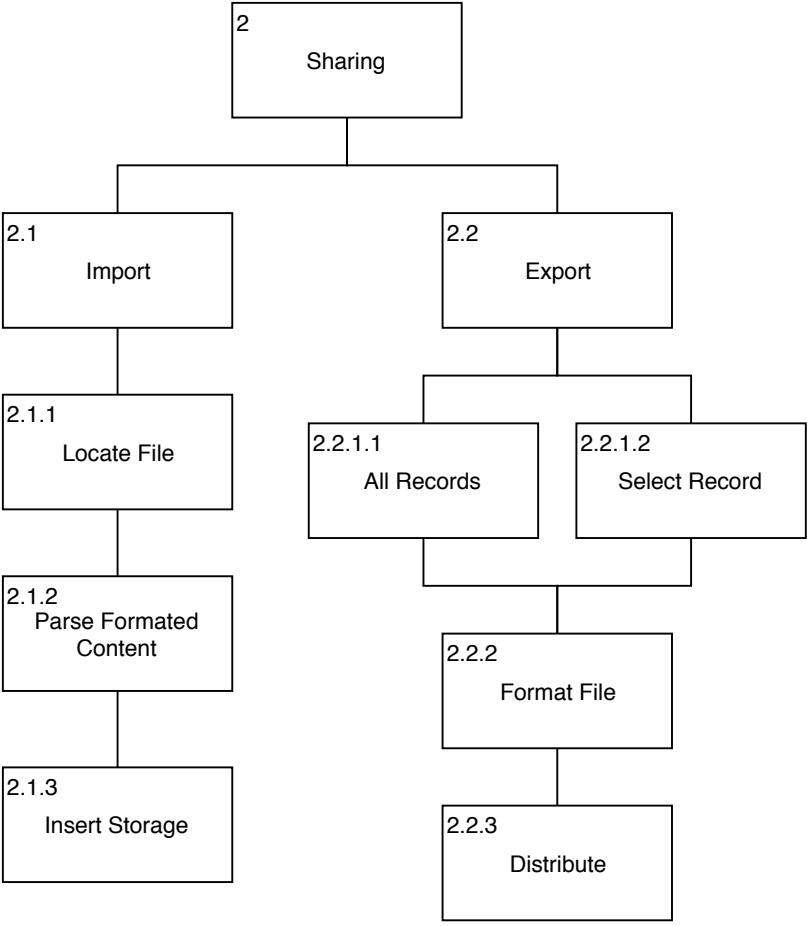 2
Sharing
2.1
Import
2.2
Export
2.1.1
Locate File
2.2.1.1
All Records
2.2.1.2
Select Record
2.1.2
Parse Formated
Content
2.2.2
Format File
2.1.3
Insert Storage
2.2.3
Distribute